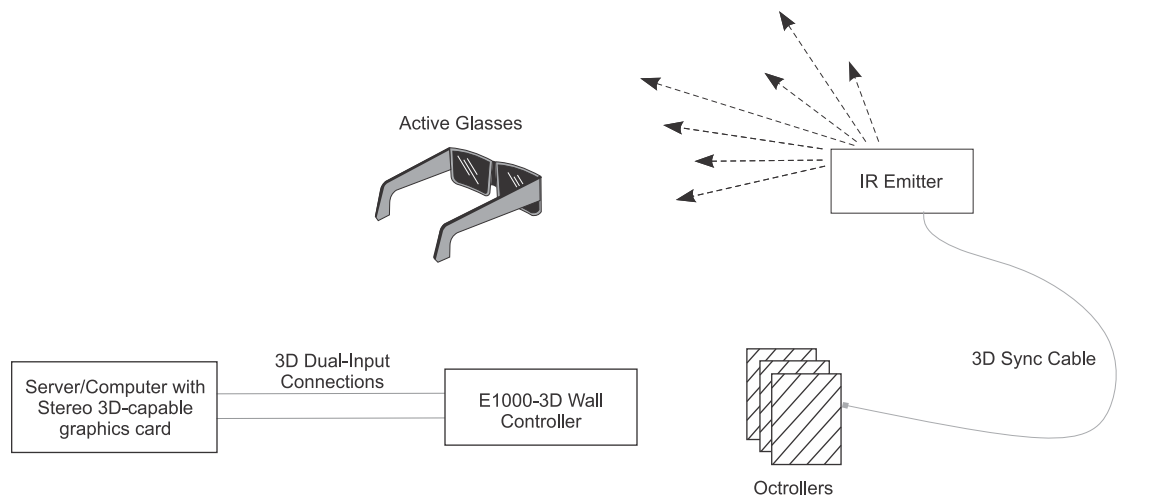 Active Glasses
IR Emitter
3D Sync Cable
3D Dual-Input
Connections
Server/Computer with
Stereo 3D-capable
graphics card
E1000-3D Wall
Controller
Octrollers